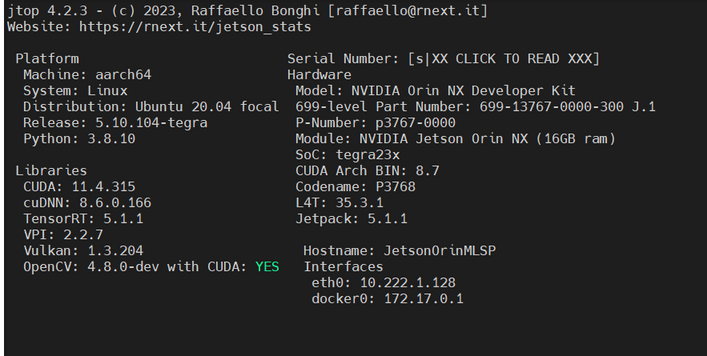 jtop 4.2.3 - (c) 2023, Raffaello Bonghi [raffaello@rnext.it]
Website: https://rnext.it/jetson_stats
Platform
Machine: aarch64
System: Linux
Distribution: Ubuntu 20.04 focal
Release: 5.10.104-tegra
Python: 3.8.10
Libraries
CUDA: 11.4.315
cuDNN: 8.6.0.166
TensorRT: 5.1.1
VPI: 2.2.7
Vulkan: 1.3.204
OpenCV: 4.8.0-dev with CUDA: YES
Serial Number: [s|XX CLICK TO READ XXX]
Hardware
Model: NVIDIA Orin NX Developer Kit
699-level Part Number: 699-13767-0000-300 J.1
P-Number: p3767-0000
Module: NVIDIA Jetson Orin NX (16GB ram)
SoC: tegra23x
CUDA Arch BIN: 8.7
Codename: P3768
L4T: 35.3.1
Jetpack: 5.1.1
Hostname: JetsonOrinMLSP
Interfaces
eth0: 10.222.1.128
docker0: 172.17.0.1